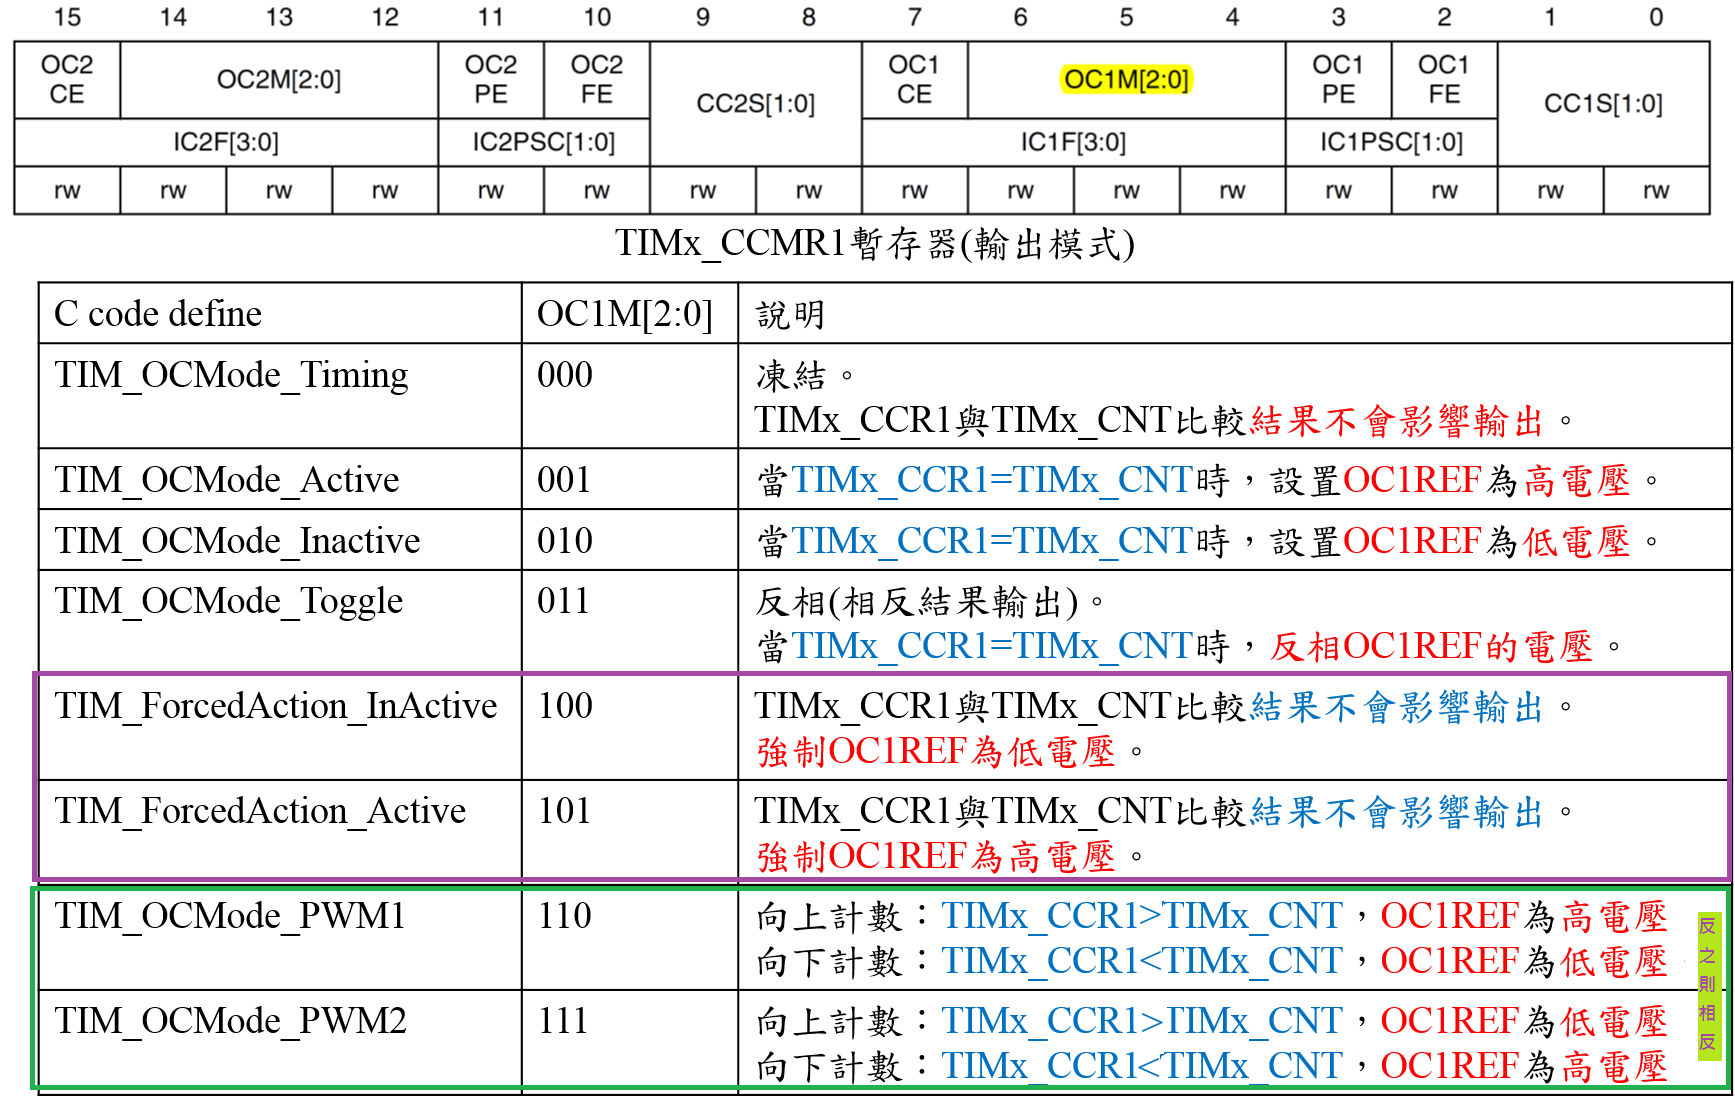 15 14 13 12 11 10 9 8 7 6 5 4 3 2 1 0
OC2 CE OC2M[2:0] OC2 PE OC2 FE CC2S[1:0] OC1 CE OC1M[2:0] OC1 PE OC1 FE CC1S[1:0]
IC2F[3:0] IC2PSC[1:0] IC1F[3:0] IC1PSC[1:0]
rw rw rw rw rw rw rw rw rw rw rw rw rw rw rw rw
TIMx_CCMR1暫存器(輸出模式)
C code define OC1M[2:0] 說明
TIM_OCMode_Timing 000 凍結。
TIMx_CCR1與TIMx_CNT比較結果不會影響輸出。
TIM_OCMode_Active 001 當TIMx_CCR1=TIMx_CNT時，設置OC1REF為高電壓。
TIM_OCMode_Inactive 010 當TIMx_CCR1=TIMx_CNT時，設置OC1REF為低電壓。
TIM_OCMode_Toggle 011 反相(相反結果輸出)。
當TIMx_CCR1=TIMx_CNT時，反相OC1REF的電壓。
TIM_ForcedAction_InActive 100 TIMx_CCR1與TIMx_CNT比較結果不會影響輸出。
強制OC1REF為低電壓。
TIM_ForcedAction_Active 101 TIMx_CCR1與TIMx_CNT比較結果不會影響輸出。
強制OC1REF為高電壓。
TIM_OCMode_PWM1 110 向上計數：TIMx_CCR1>TIMx_CNT，OC1REF為高電壓
向下計數：TIMx_CCR1<TIMx_CNT，OC1REF為低電壓
TIM_OCMode_PWM2 111 向上計數：TIMx_CCR1>TIMx_CNT，OC1REF為低電壓
向下計數：TIMx_CCR1<TIMx_CNT，OC1REF為高電壓
反之則相反